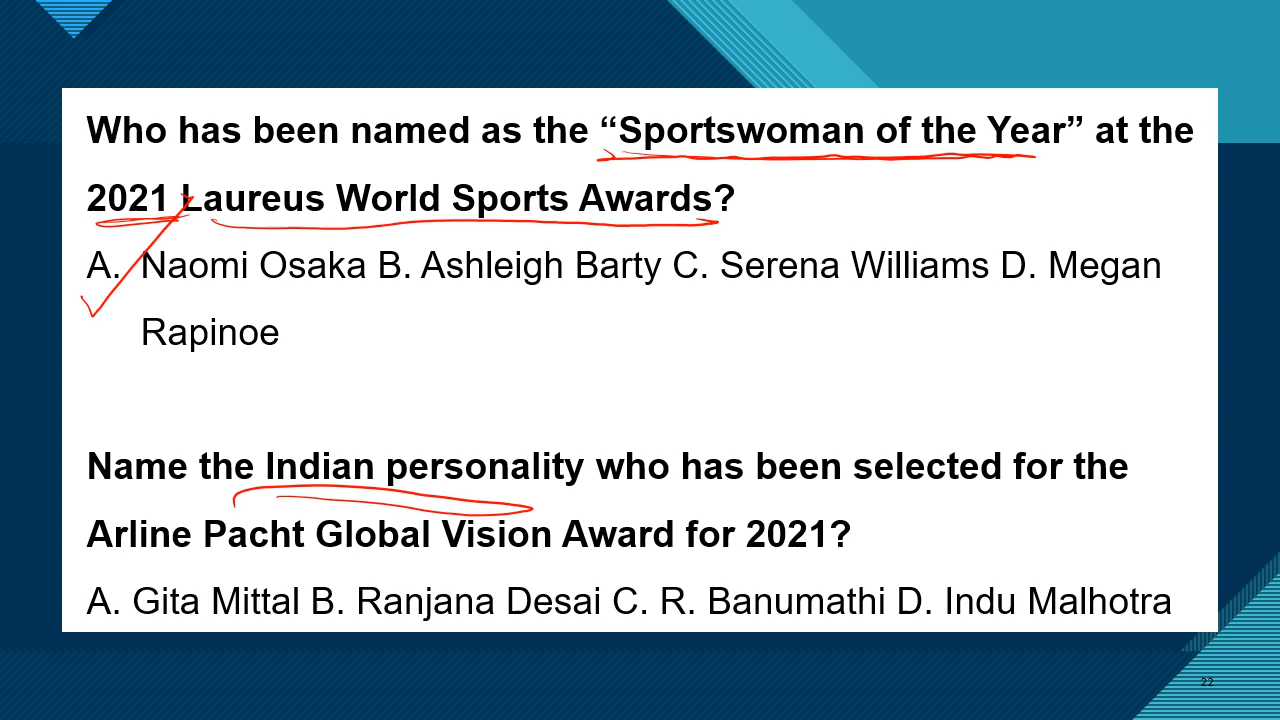 Who has been named as the “Sportswoman of the Year” at the
2021 Laureus World Sports Awards?
A. Naomi Osaka B. Ashleigh Barty C. Serena Williams D. Megan
Rapinoe
Name the Indian personality who has been selected for the
Arline Pacht Global Vision Award for 2021?
A. Gita Mittal B. Ranjana Desai C. R. Banumathi D. Indu Malhotra
22